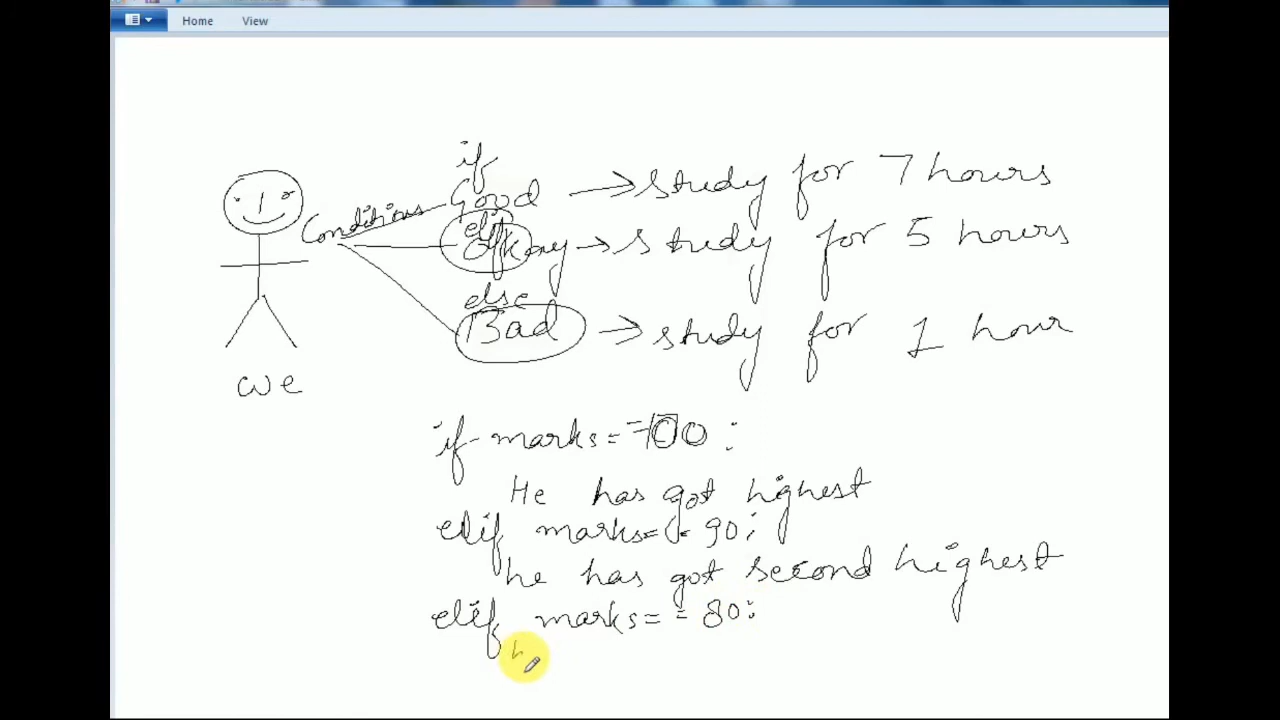 Home View
if
Good → study for 7 hours
Conditions
elif
Okay → study for 5 hours
else
Bad → study for 1 hour
we
if marks==100:
He has got highest
elif marks==90:
he has got second highest
elif marks==80:
h